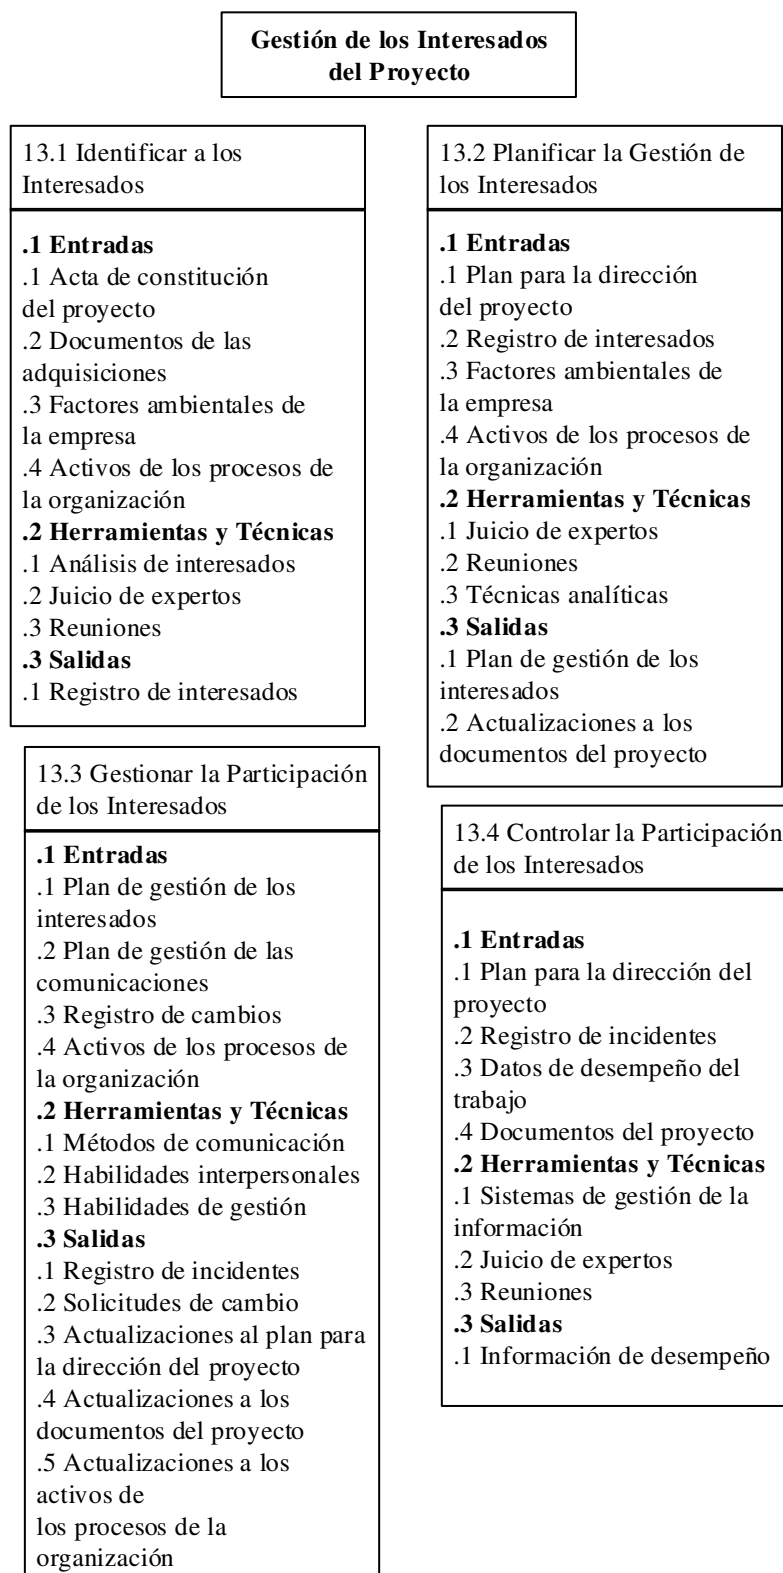 Gestión de los Interesados
del Proyecto
13.1 Identificar a los
Interesados
.1 Entradas
.1 Acta de constitución
del proyecto
.2 Documentos de las
adquisiciones
.3 Factores ambientales de
la empresa
.4 Activos de los procesos de
la organización
.2 Herramientas y Técnicas
.1 Análisis de interesados
.2 Juicio de expertos
.3 Reuniones
.3 Salidas
.1 Registro de interesados
13.2 Planificar la Gestión de
los Interesados
.1 Entradas
.1 Plan para la dirección
del proyecto
.2 Registro de interesados
.3 Factores ambientales de
la empresa
.4 Activos de los procesos de
la organización
.2 Herramientas y Técnicas
.1 Juicio de expertos
.2 Reuniones
.3 Técnicas analíticas
.3 Salidas
.1 Plan de gestión de los
interesados
.2 Actualizaciones a los
documentos del proyecto
13.3 Gestionar la Participación
de los Interesados
.1 Entradas
.1 Plan de gestión de los
interesados
.2 Plan de gestión de las
comunicaciones
.3 Registro de cambios
.4 Activos de los procesos de
la organización
.2 Herramientas y Técnicas
.1 Métodos de comunicación
.2 Habilidades interpersonales
.3 Habilidades de gestión
.3 Salidas
.1 Registro de incidentes
.2 Solicitudes de cambio
.3 Actualizaciones al plan para
la dirección del proyecto
.4 Actualizaciones a los
documentos del proyecto
.5 Actualizaciones a los
activos de
los procesos de la
organización
13.4 Controlar la Participación
de los Interesados
.1 Entradas
.1 Plan para la dirección del
proyecto
.2 Registro de incidentes
.3 Datos de desempeño del
trabajo
.4 Documentos del proyecto
.2 Herramientas y Técnicas
.1 Sistemas de gestión de la
información
.2 Juicio de expertos
.3 Reuniones
.3 Salidas
.1 Información de desempeño